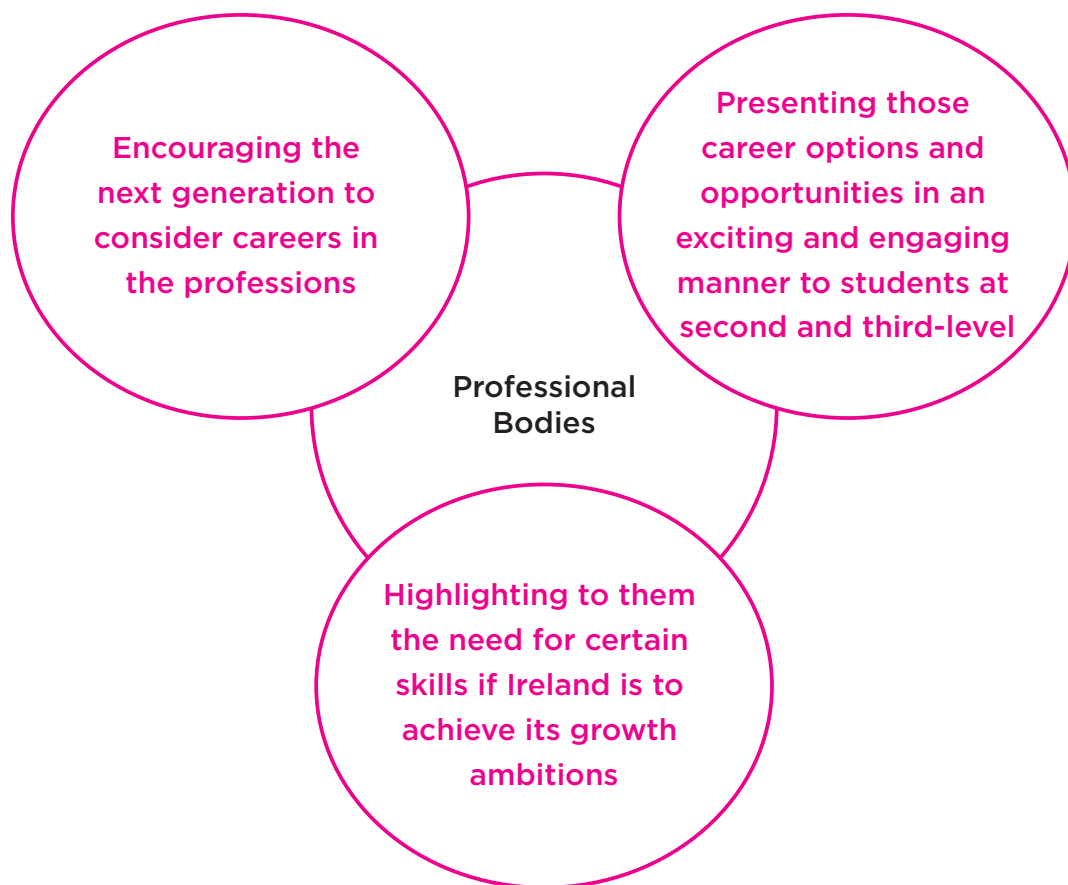 Encouraging the
next generation to
consider careers in
the professions
Presenting those
career options and
opportunities in an
exciting and engaging
manner to students at
second and third-level
Professional
Bodies
Highlighting to them
the need for certain
skills if Ireland is to
achieve its growth
ambitions